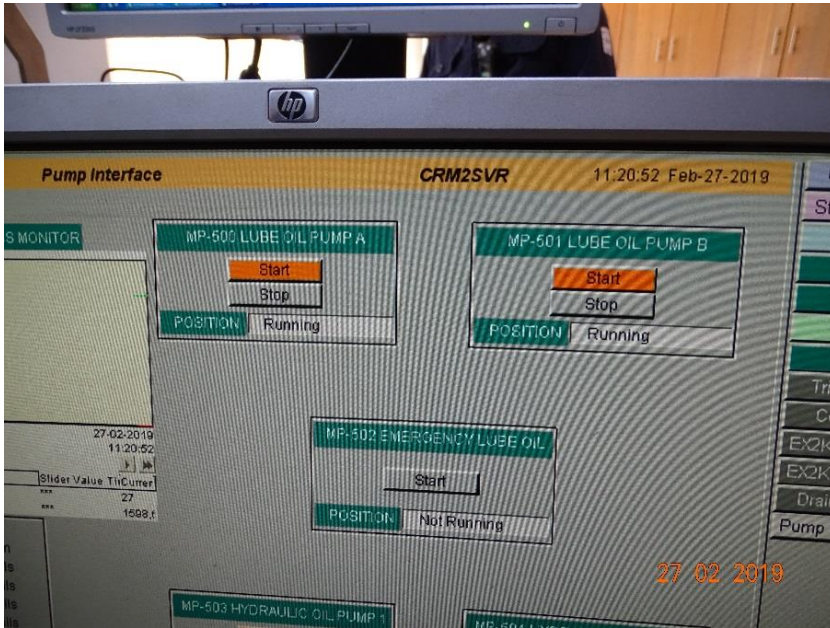 hp
Pump Interface
CRM2SVR
11:20:52 Feb-27-2019
S MONITOR
MP-500 LUBE OIL PUMP A
Start
Stop
POSITION Running
MP-501 LUBE OIL PUMP B
Start
Stop
POSITION Running
27-02-2019
11:20:52
Slider Value
27
***
***
MP-502 EMERGENCY LUBE OIL
Start
POSITION Not Running
EX2K
EX2K
Pump
27 02 2019
MP-503 HYDRAULIC OIL PUMP 1